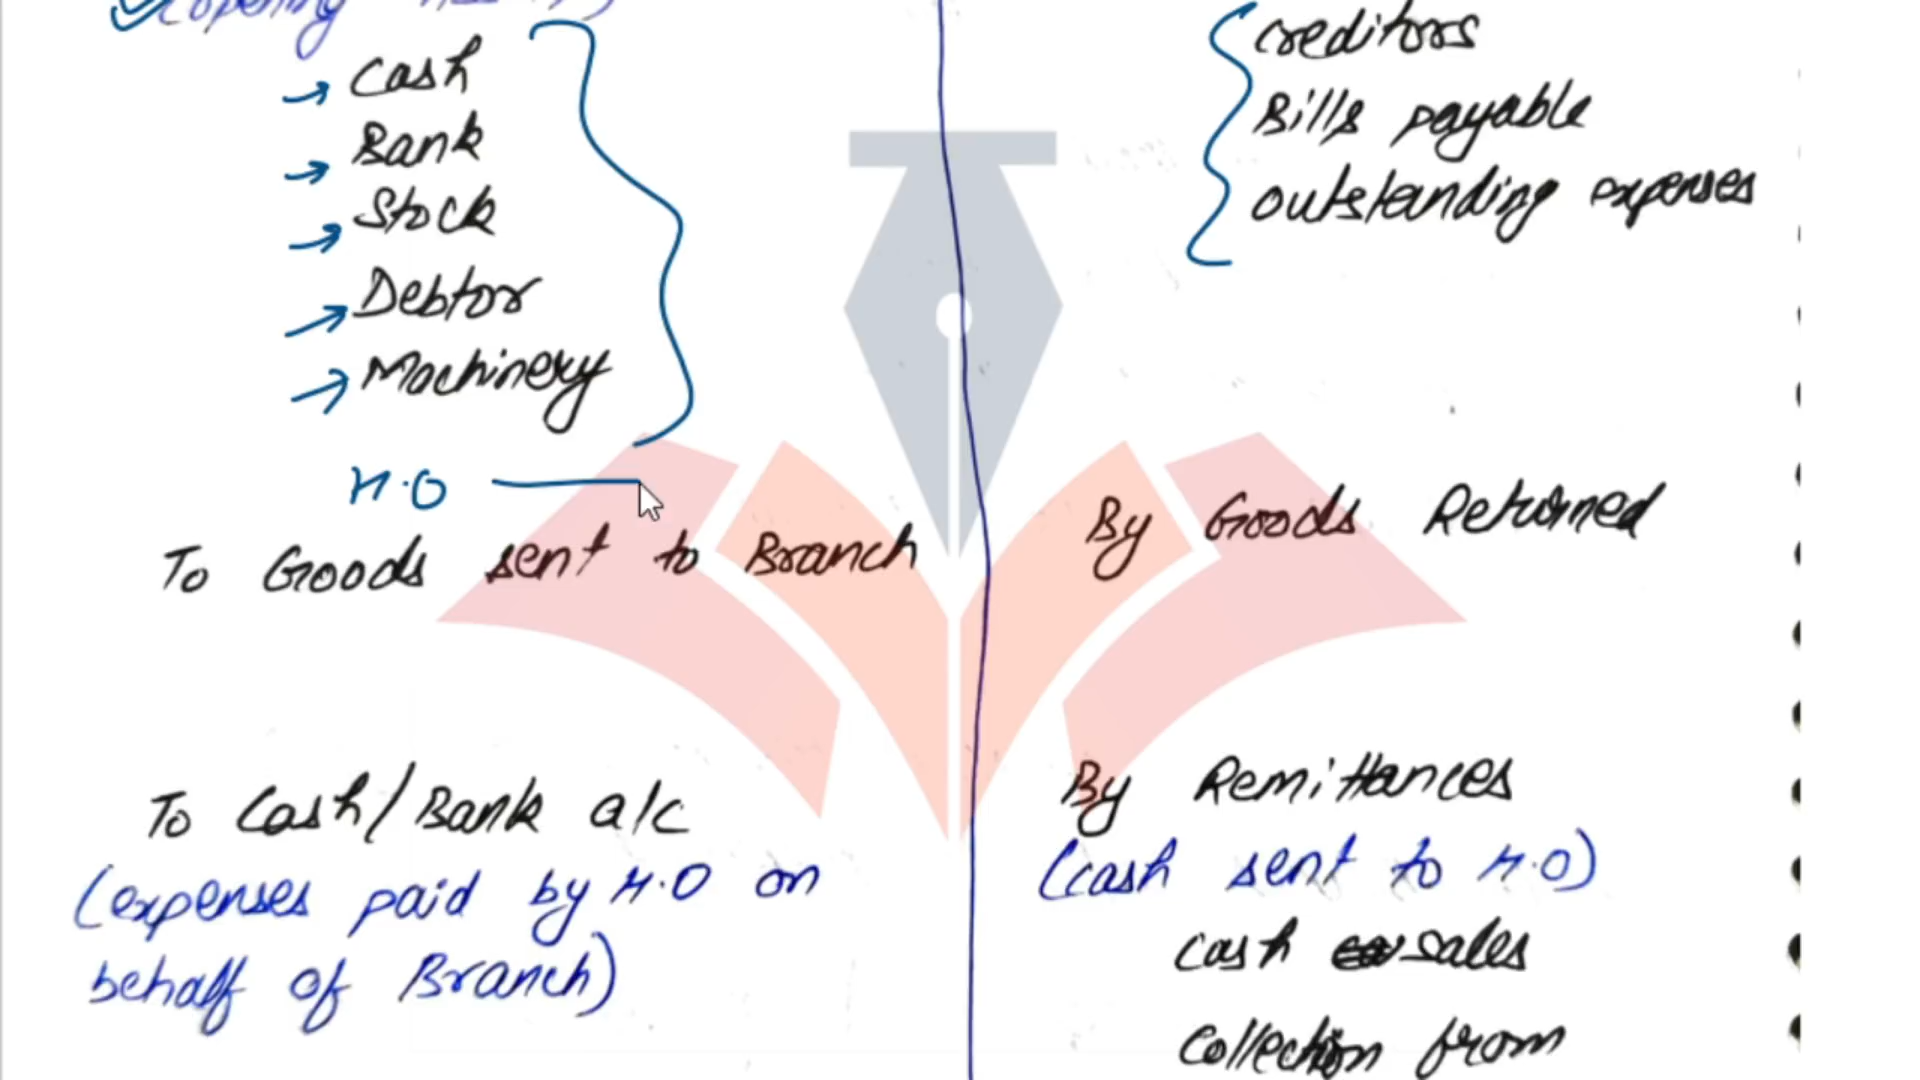 (opening
Cash
Bank
Stock
Debtor
Machinery
H.O
To Goods sent to Branch
To Cash/Bank a/c
(expenses paid by H.O on
behalf of Branch)
creditors
Bills payable
outstanding expenses
By Goods Returned
By Remittances
(cash sent to H.O)
cash sales
Collection from